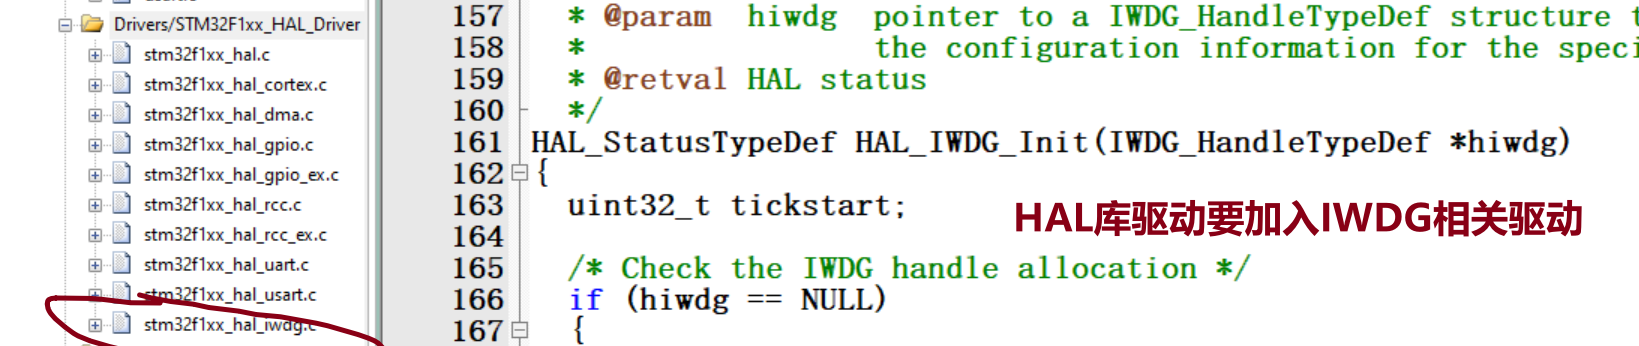 Drivers/STM32F1xx_HAL_Driver
stm32f1xx_hal.c
stm32f1xx_hal_cortex.c
stm32f1xx_hal_dma.c
stm32f1xx_hal_gpio.c
stm32f1xx_hal_gpio_ex.c
stm32f1xx_hal_rcc.c
stm32f1xx_hal_rcc_ex.c
stm32f1xx_hal_uart.c
stm32f1xx_hal_usart.c
stm32f1xx_hal_iwdg.c
157 * @param hiwdg pointer to a IWDG_HandleTypeDef structure
158 * the configuration information for the
159 * @retval HAL status
160 */
161 HAL_StatusTypeDef HAL_IWDG_Init(IWDG_HandleTypeDef *hiwdg)
162 {
163 uint32_t tickstart;
164
165 /* Check the IWDG handle allocation */
166 if (hiwdg == NULL)
167 {
HAL库驱动要加入IWDG相关驱动